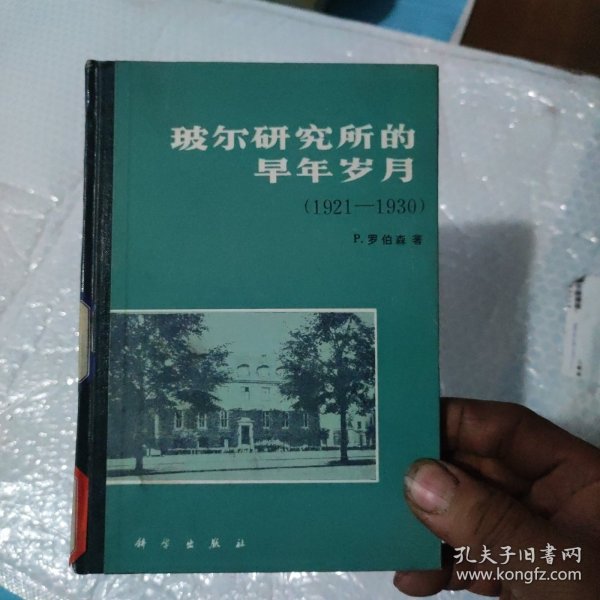 玻尔研究所的
早年岁月
(1921—1930)
P. 罗伯森 著
科学出版社
孔夫子旧书网
www.kongfz.com